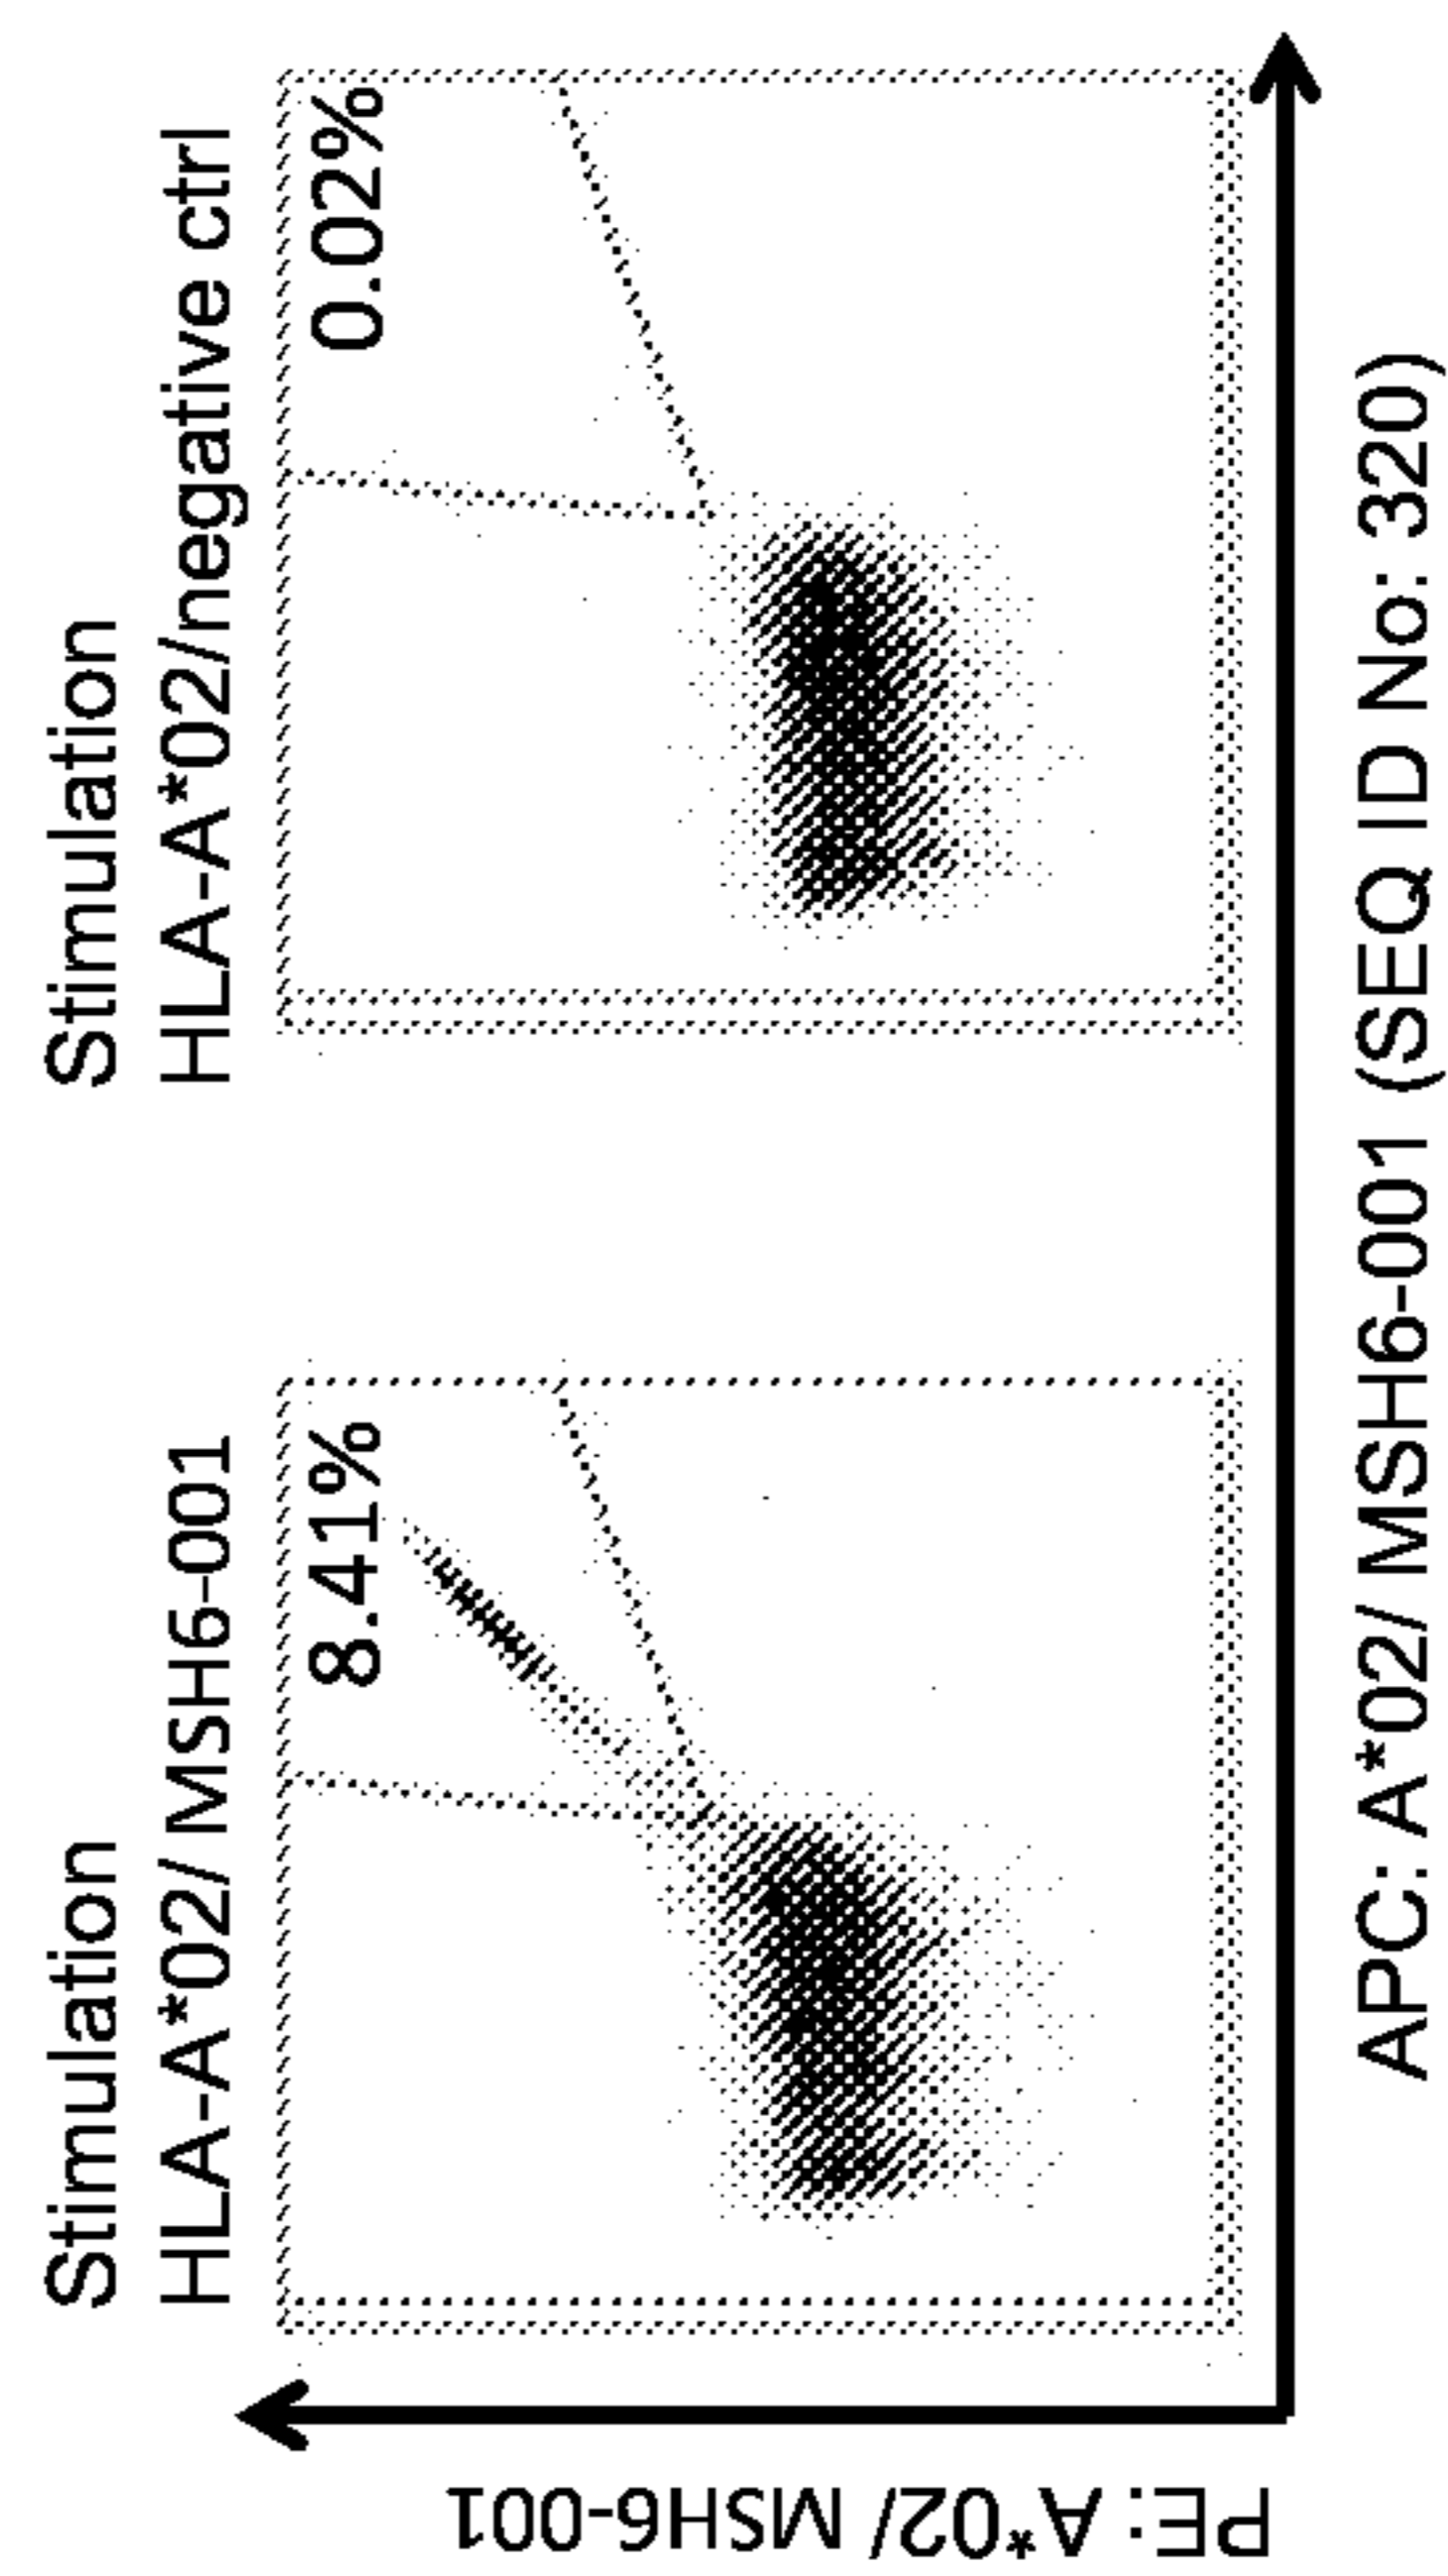 Stimulation
HLA-A*02/ MSH6-001
8.41%
Stimulation
HLA-A*02/negative ctrl
0.02%
PE: A*02/ MSH6-001
APC: A*02/ MSH6-001 (SEQ ID No: 320)